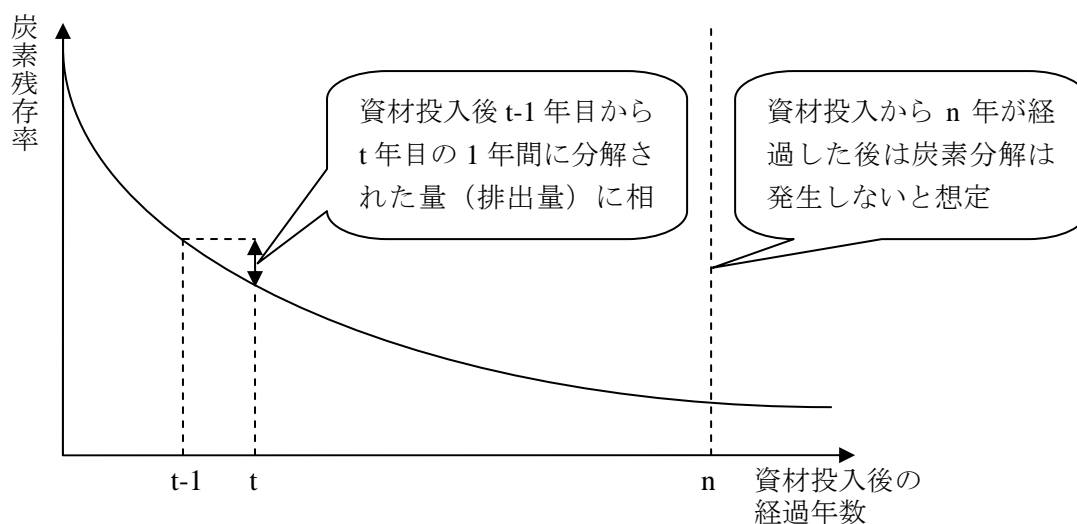 炭素残存率
資材投入後 t-1 年目から
t 年目の 1 年間に分解さ
れた量（排出量）に相
資材投入から n 年が経
過した後は炭素分解は
発生しないと想定
t-1
t
n
資材投入後の
経過年数